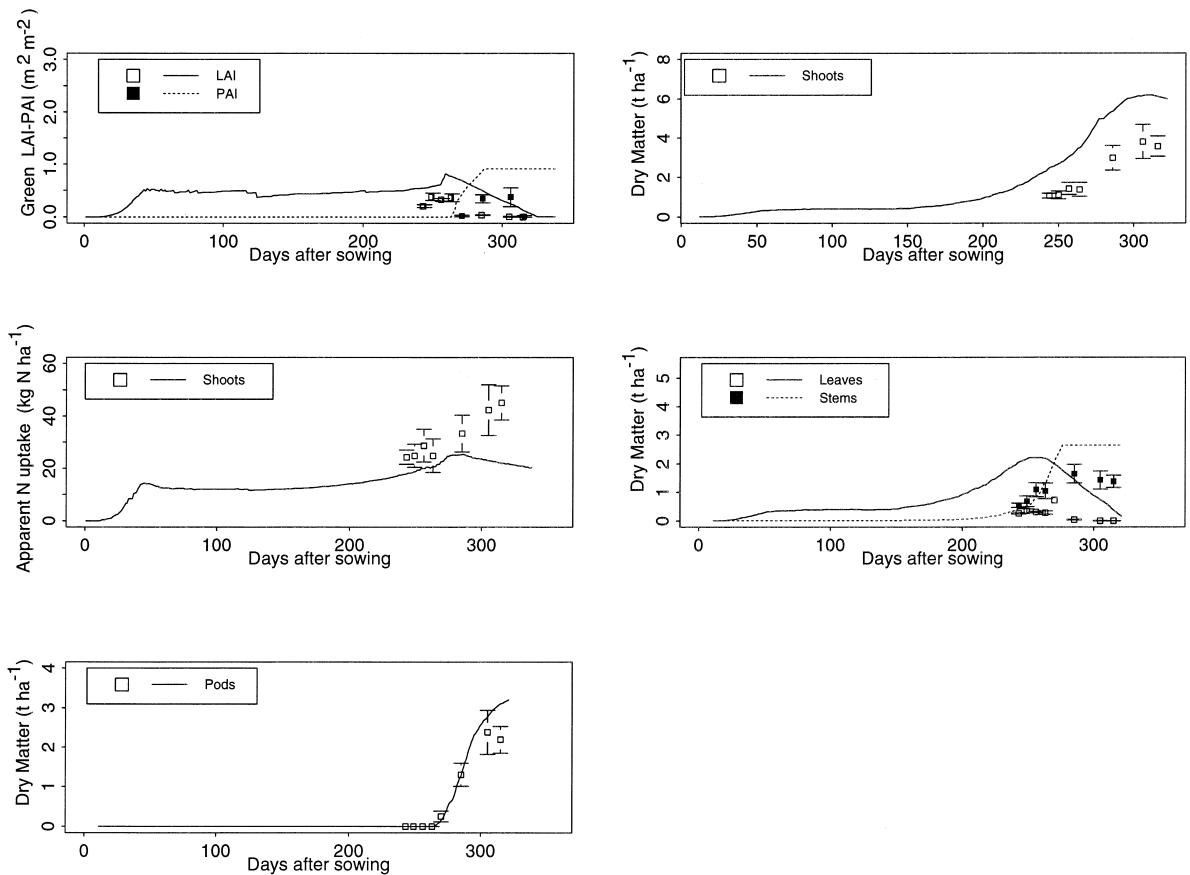 Green LAI-PAI (m 2 m-2)
3.0
2.0
1.0
0.0
LAI
PAI
0 100 200 300
Days after sowing
Dry Matter (t ha-1)
8
6
4
2
0
Shoots
0 50 100 150 200 250 300
Days after sowing
Apparent N uptake (kg N ha-1)
60
40
20
0
Shoots
0 100 200 300
Days after sowing
Dry Matter (t ha-1)
5
4
3
2
1
0
Leaves
Stems
0 100 200 300
Days after sowing
Dry Matter (t ha-1)
4
3
2
1
0
Pods
0 100 200 300
Days after sowing